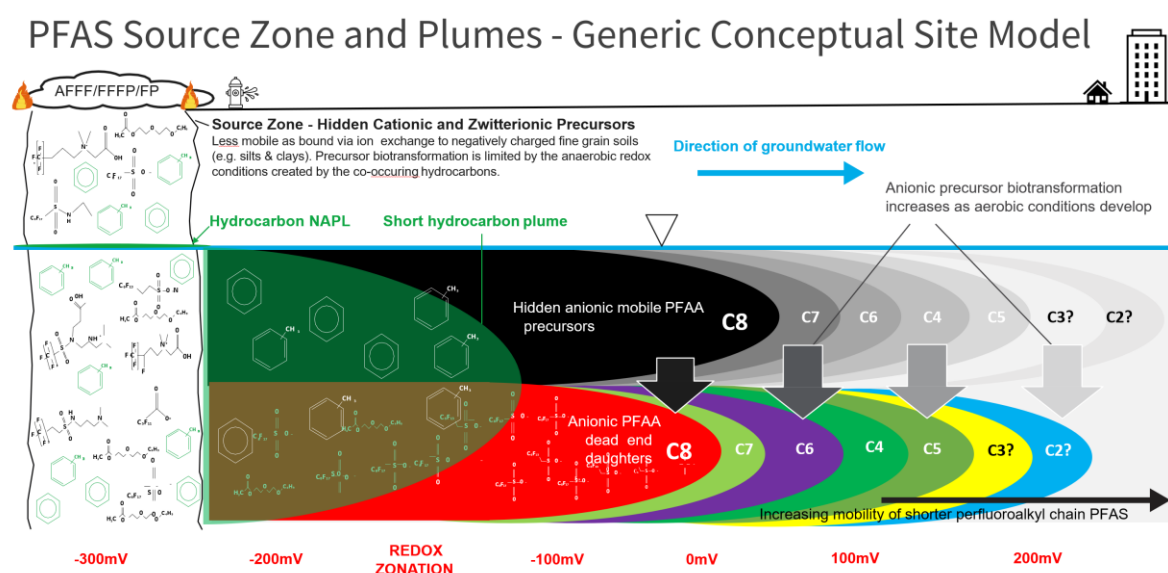 PFAS Source Zone and Plumes - Generic Conceptual Site Model
AFFF/FFFP/FP
Source Zone - Hidden Cationic and Zwitterionic Precursors
Less mobile as bound via ion exchange to negatively charged fine grain soils
(e.g. silts & clays). Precursor biotransformation is limited by the anaerobic redox
conditions created by the co-occuring hydrocarbons.
Direction of groundwater flow
Anionic precursor biotransformation
increases as aerobic conditions develop
Hydrocarbon NAPL
Short hydrocarbon plume
Hidden anionic mobile PFAA
precursors
C8
C7
C6
C4
C5
C3?
C2?
Anionic PFAA
dead end
daughters
C8
C7
C6
C4
C5
C3?
C2?
Increasing mobility of shorter perfluoroalkyl chain PFAS
-300mV
-200mV
REDOX
ZONATION
-100mV
0mV
100mV
200mV